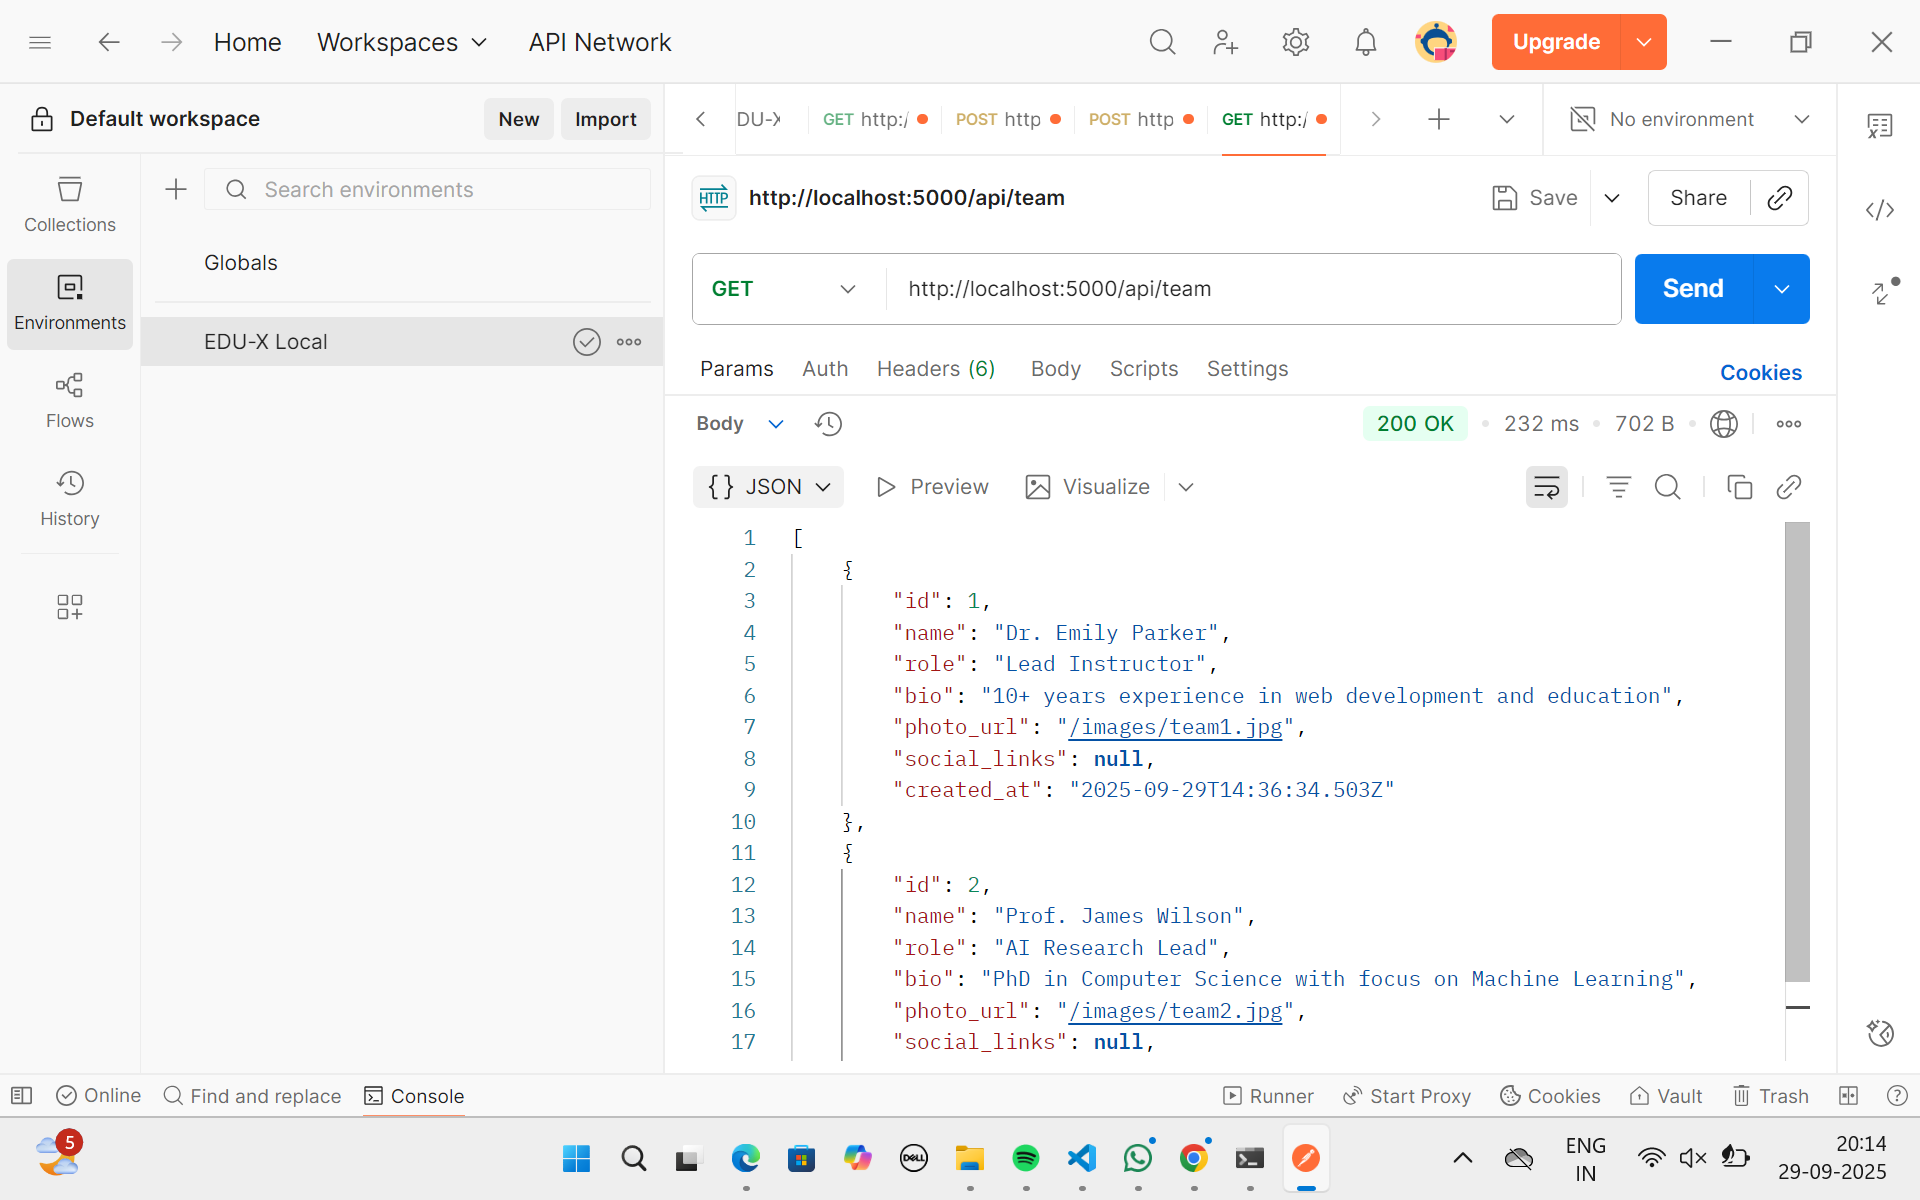 Home
Workspaces
API Network
Upgrade
Default workspace
New
Import
DU-X
GET http:/
POST http
POST http
GET http:/
No environment
Collections
Environments
Flows
History
Search environments
Globals
EDU-X Local
HTTP
http://localhost:5000/api/team
Save
Share
GET
http://localhost:5000/api/team
Send
Params
Auth
Headers (6)
Body
Scripts
Settings
Cookies
Body
200 OK
232 ms
702 B
{} JSON
Preview
Visualize
1 [
2 {
3 "id": 1,
4 "name": "Dr. Emily Parker",
5 "role": "Lead Instructor",
6 "bio": "10+ years experience in web development and education",
7 "photo_url": "/images/team1.jpg",
8 "social_links": null,
9 "created_at": "2025-09-29T14:36:34.503Z"
10 },
11 {
12 "id": 2,
13 "name": "Prof. James Wilson",
14 "role": "AI Research Lead",
15 "bio": "PhD in Computer Science with focus on Machine Learning",
16 "photo_url": "/images/team2.jpg",
17 "social_links": null,
Online
Find and replace
Console
Runner
Start Proxy
Cookies
Vault
Trash
5
DELL
ENG
IN
20:14
29-09-2025